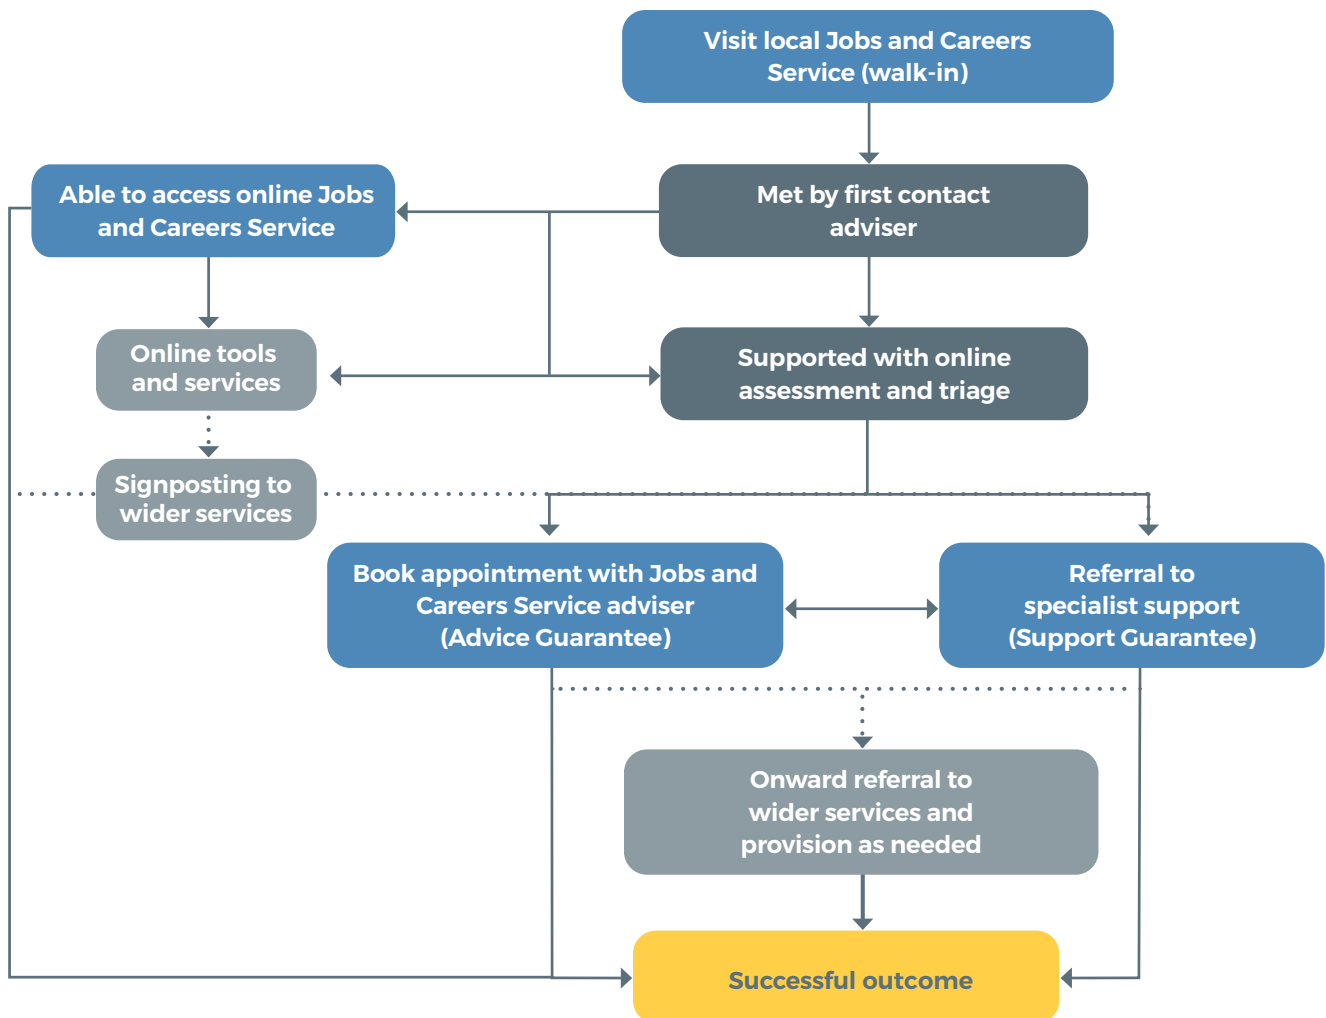 Visit local Jobs and Careers
Service (walk-in)
Able to access online Jobs
and Careers Service
Met by first contact
adviser
Online tools
and services
Supported with online
assessment and triage
Signposting to
wider services
Book appointment with Jobs and
Careers Service adviser
(Advice Guarantee)
Referral to
specialist support
(Support Guarantee)
Onward referral to
wider services and
provision as needed
Successful outcome